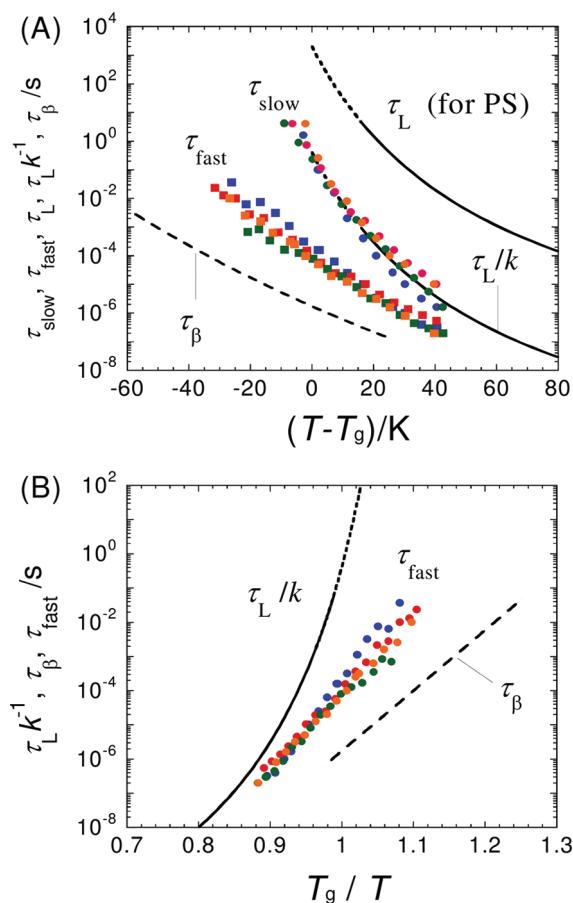 (A)
10^4
10^2
10^0
10^-2
10^-4
10^-6
10^-8
τ_slow, τ_fast, τ_L, τ_L k^-1, τ_β /s
τ_slow
τ_L (for PS)
τ_fast
τ_L/k
τ_β
-60 -40 -20 0 20 40 60 80
(T-T_g)/K
(B)
10^2
10^0
10^-2
10^-4
10^-6
10^-8
τ_L k^-1, τ_β, τ_fast /s
τ_fast
τ_L /k
τ_β
0.7 0.8 0.9 1 1.1 1.2 1.3
T_g / T